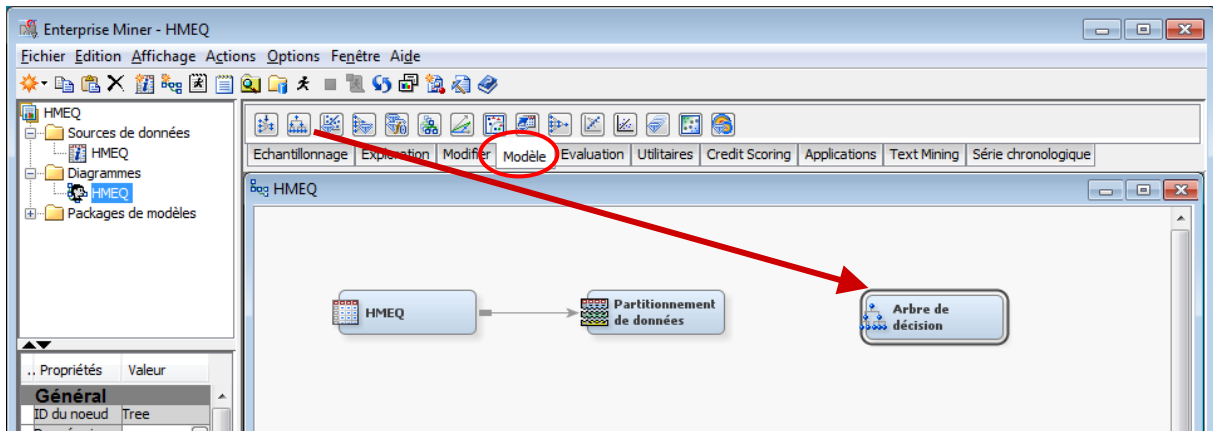 Enterprise Miner - HMEQ
Fichier Edition Affichage Actions Options Fenêtre Aide
HMEQ
Sources de données
HMEQ
Diagrammes
HMEQ
Packages de modèles
.. Propriétés Valeur
Général
ID du noeud Tree
Echantillonnage Exploration Modifier Modèle Evaluation Utilitaires Credit Scoring Applications Text Mining Série chronologique
HMEQ
HMEQ
Partitionnement
de données
Arbre de
décision